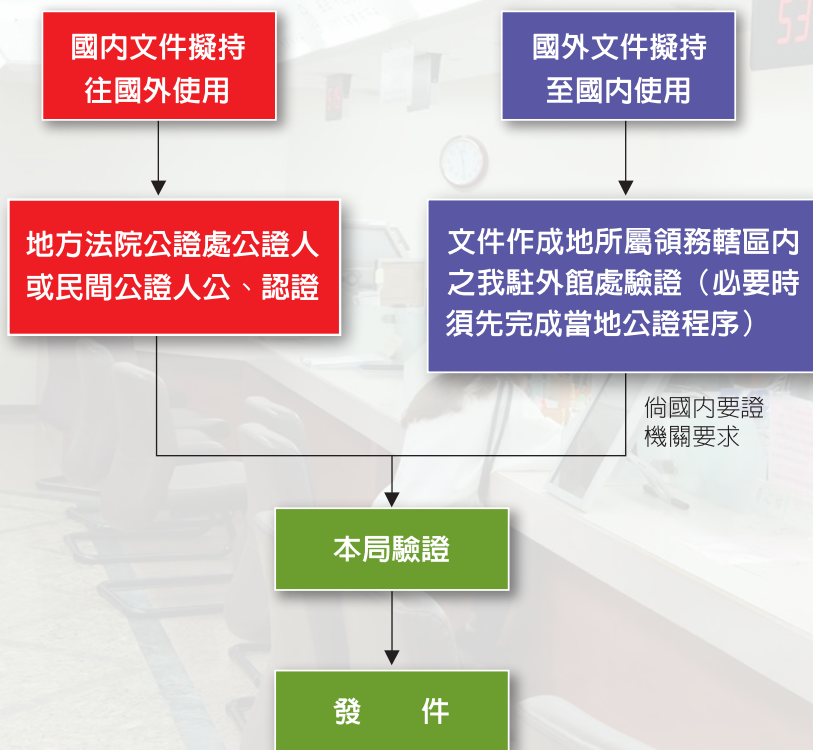 國內文件擬持
往國外使用
國外文件擬持
至國內使用
地方法院公證處公證人
或民間公證人公、認證
文件作成地所屬領務轄區內
之我駐外館處驗證（必要時
須先完成當地公證程序）
倘國內要證
機關要求
本局驗證
發　件